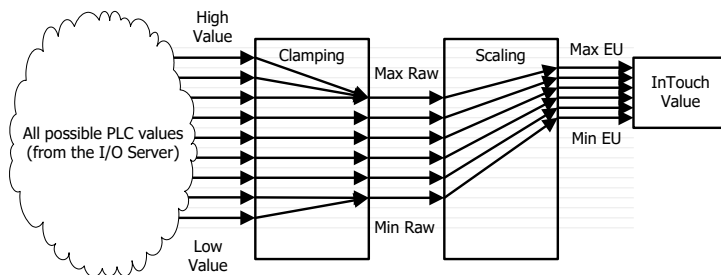 High
Value
Clamping
Scaling
Max EU
Max Raw
InTouch
Value
All possible PLC values
(from the I/O Server)
Min EU
Min Raw
Low
Value